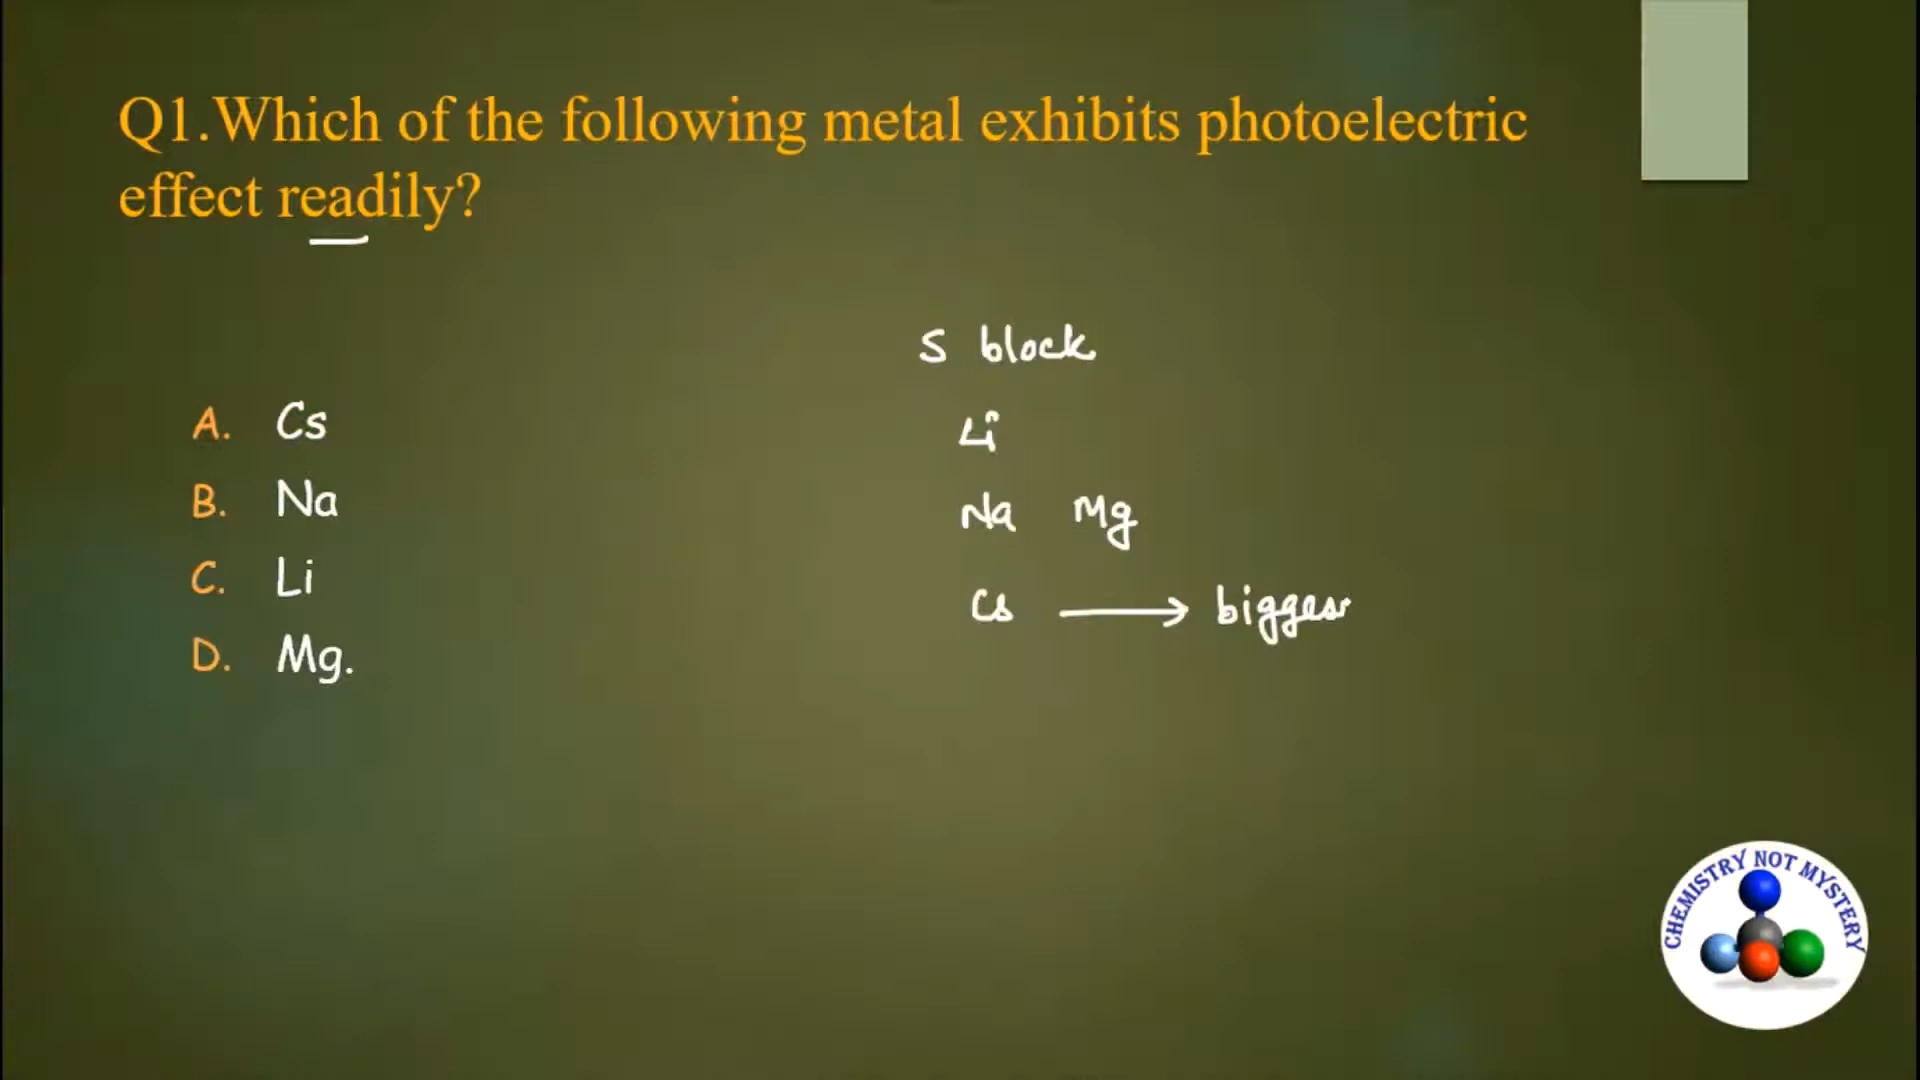 Q1.Which of the following metal exhibits photoelectric
effect readily?
S block
A. Cs
Li
B. Na
Na Mg
C. Li
Cs → bigges
D. Mg.
CHEMISTRY NOT MYSTERY